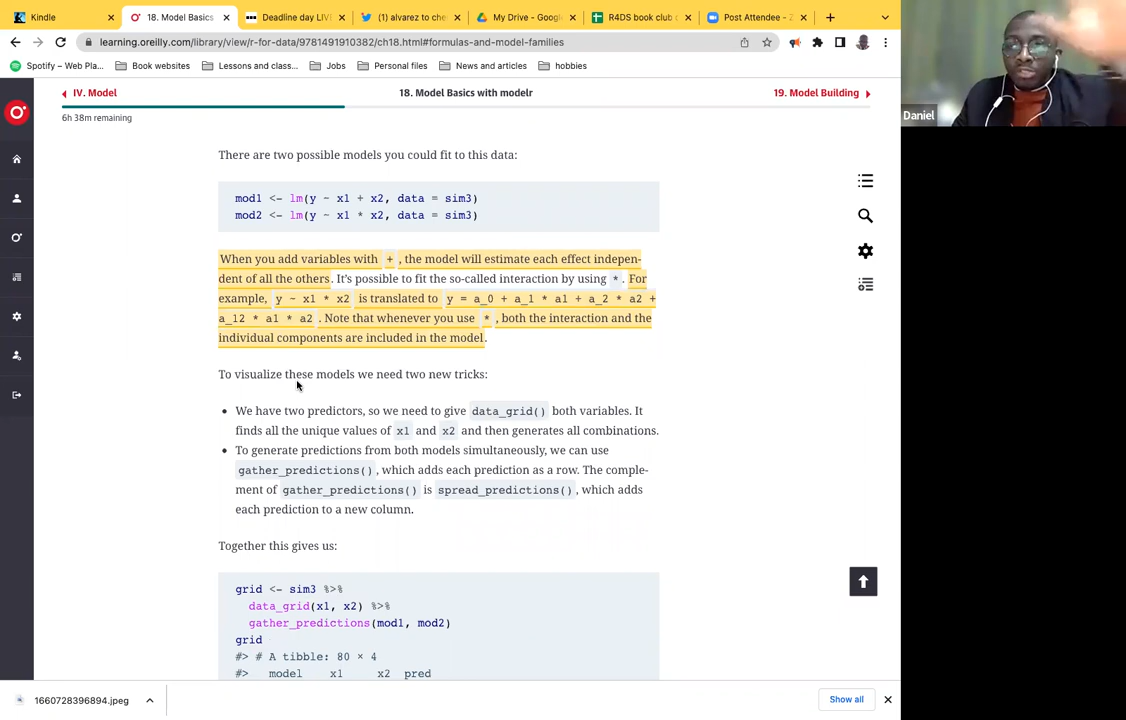 Kindle
18. Model Basics
Deadline day LIV
alvarez to che
My Drive - Google
R4DS book club
Post Attendee - Z
learning.oreilly.com/library/view/r-for-data/9781491910382/ch18.html#formulas-and-model-families
Spotify – Web Pla...
Book websites
Lessons and class...
Jobs
Personal files
News and articles
hobbies
IV. Model
18. Model Basics with modelr
19. Model Building
6h 38m remaining
Daniel
There are two possible models you could fit to this data:
mod1 <- lm(y ~ x1 + x2, data = sim3)
mod2 <- lm(y ~ x1 * x2, data = sim3)
When you add variables with + , the model will estimate each effect indepen-
dent of all the others. It’s possible to fit the so-called interaction by using * . For
example, y ~ x1 * x2 is translated to y = a_0 + a_1 * a1 + a_2 * a2 +
a_12 * a1 * a2 . Note that whenever you use * , both the interaction and the
individual components are included in the model.
To visualize these models we need two new tricks:
• We have two predictors, so we need to give data_grid() both variables. It
finds all the unique values of x1 and x2 and then generates all combinations.
• To generate predictions from both models simultaneously, we can use
gather_predictions() , which adds each prediction as a row. The comple-
ment of gather_predictions() is spread_predictions() , which adds
each prediction to a new column.
Together this gives us:
grid <- sim3 %>%
data_grid(x1, x2) %>%
gather_predictions(mod1, mod2)
grid
#> # A tibble: 80 × 4
#> model x1 x2 pred
1660728396894.jpeg
Show all